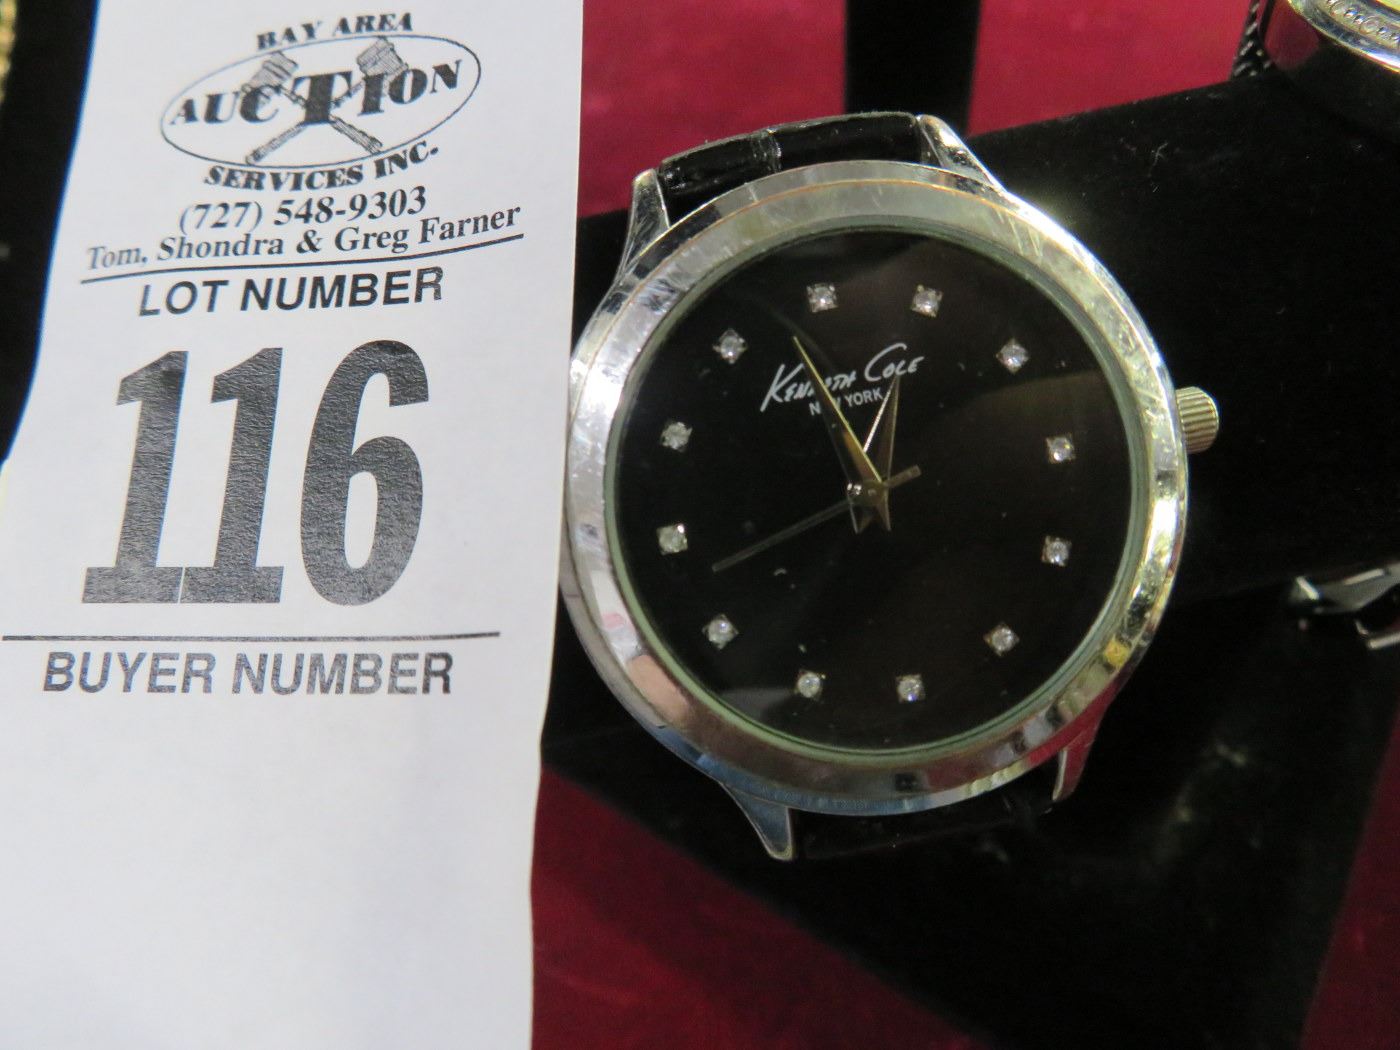 BAY AREA
AUCTION
SERVICES INC.
(727) 548-9303
Tom, Shondra & Greg Farner
LOT NUMBER
116
BUYER NUMBER
KENNETH COLE
NEW YORK